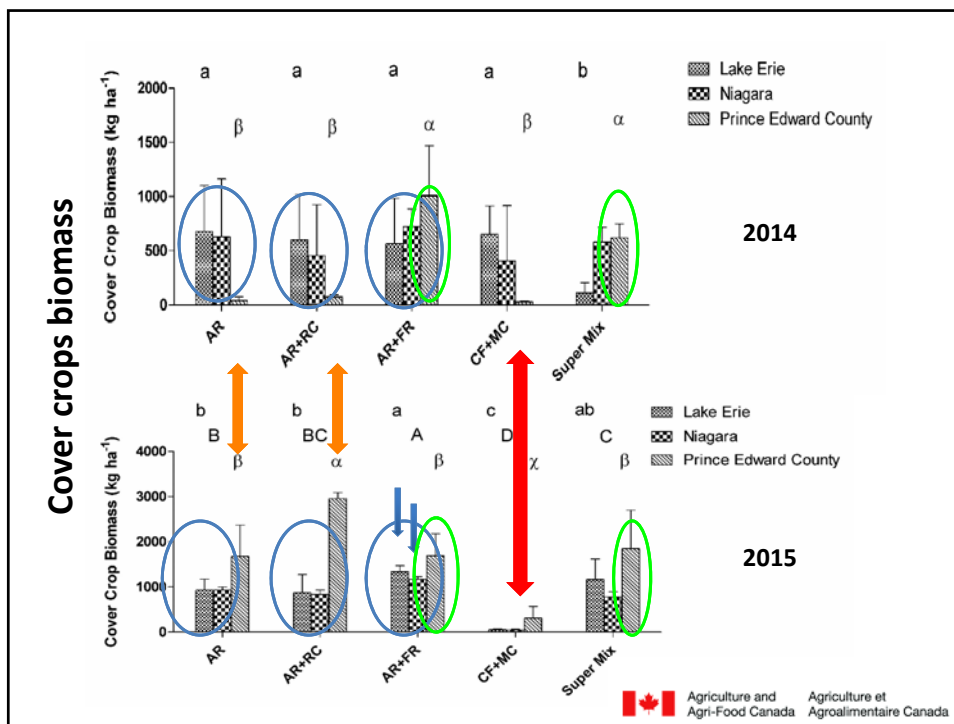 Cover crops biomass
a a a a b
Lake Erie
Niagara
Prince Edward County
β β α β α
Cover Crop Biomass (kg ha⁻¹)
2000
1500
1000
500
0
AR
AR+RC
AR+FR
CF+MC
Super Mix
2014
b b a c ab
Lake Erie
Niagara
Prince Edward County
B BC A D C
β α β χ β
Cover Crop Biomass (kg ha⁻¹)
4000
3000
2000
1000
0
AR
AR+RC
AR+FR
CF+MC
Super Mix
2015
Agriculture and
Agri-Food Canada
Agriculture et
Agroalimentaire Canada